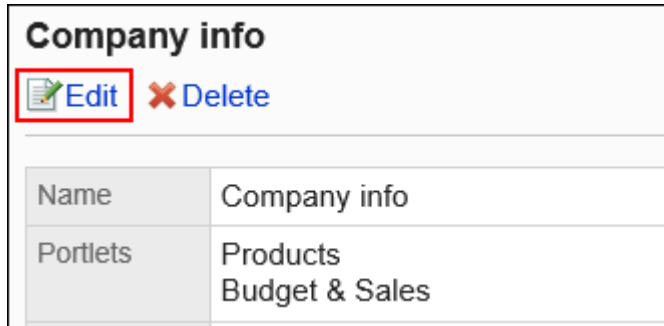 Company info
Edit Delete
Name Company info
Portlets Products
Budget & Sales